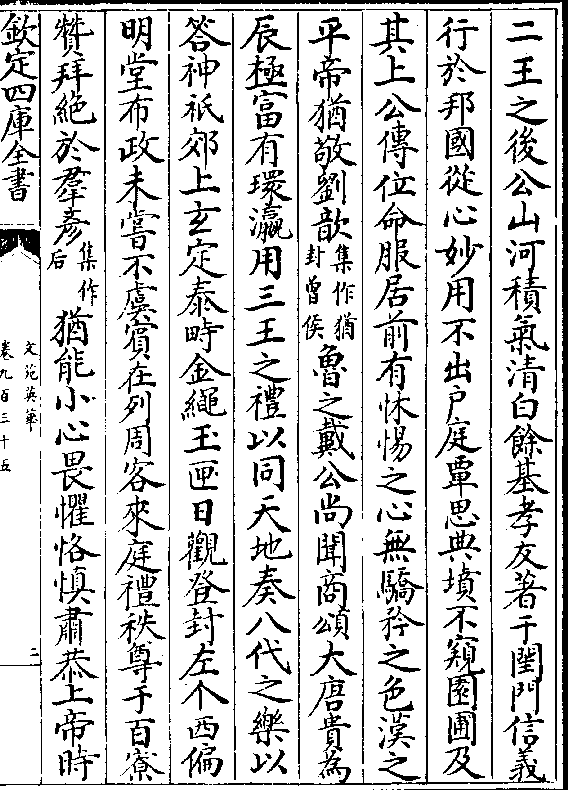 二王之後公山河積氣清白餘基孝友著于閨門信義
行於邦國從心妙用不出戸庭覃思典墳不窺園圃及
其上公傳位命服居前有怵惕之心無驕矜之色漢之
平帝猶敬劉歆集作猶封曾侯魯之戴公尚聞商頌大唐貴為
辰極富有環瀛用三王之禮以同天地奏八代之樂以
答神祇郊上玄定泰畤金繩玉匣日觀登封左个西偏
明堂布政未嘗不虞賓在列周客來庭禮秩尊于百寮
贊拜絶於羣彥集作后猶能小心畏懼恪慎肅恭上帝時
欽定四庫全書
文苑英華
卷九百三十五
二